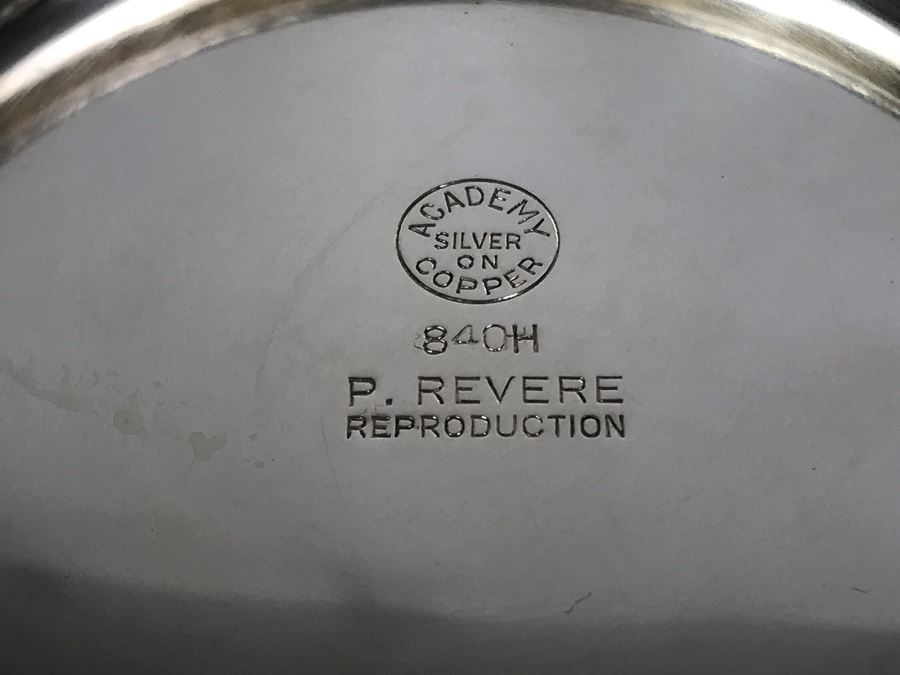 ACADEMY
SILVER
ON
COPPER
840H
P. REVERE
REPRODUCTION